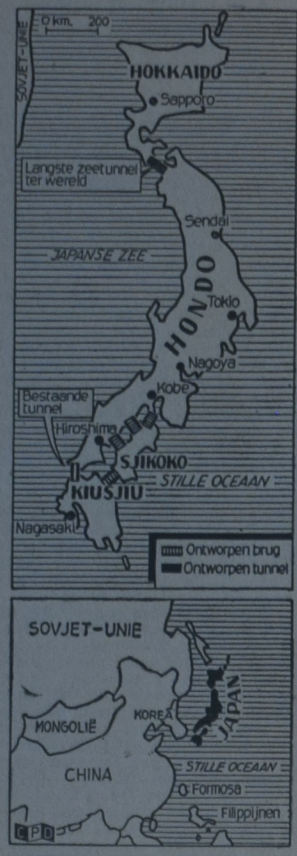 0 km. 200
SOVJET-UNIE
HOKKAIDO
Sapporo
Langste zeetunnel
ter wereld
Sendai
JAPANSE ZEE
HONDO
Tokio
Nagoya
Kobe
Bestaande
tunnel
Hiroshima
SJIKOKO
STILLE OCEAAN
KIUSJIU
Nagasaki
Ontworpen brug
Ontworpen tunnel
SOVJET-UNIE
MONGOLIË
KOREA
JAPAN
CHINA
STILLE OCEAAN
Formosa
Filippijnen
CPD